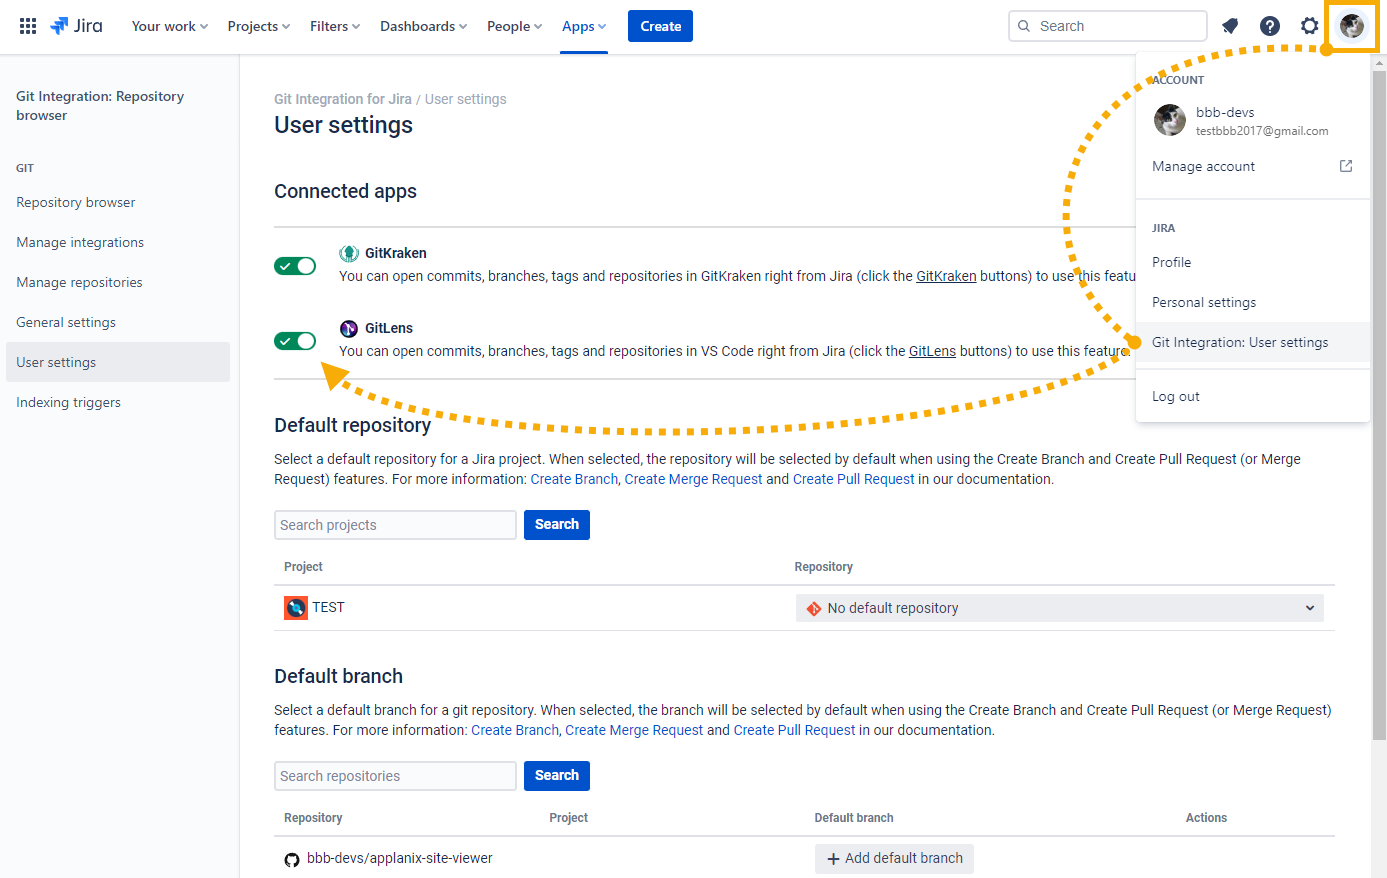 Jira
Your work
Projects
Filters
Dashboards
People
Apps
Create
Search
Git Integration: Repository
browser
GIT
Repository browser
Manage integrations
Manage repositories
General settings
User settings
Indexing triggers
Git Integration for Jira / User settings
User settings
Connected apps
GitKraken
You can open commits, branches, tags and repositories in GitKraken right from Jira (click the GitKraken buttons) to use this featu
GitLens
You can open commits, branches, tags and repositories in VS Code right from Jira (click the GitLens buttons) to use this feature.
ACCOUNT
bbb-devs
testbbb2017@gmail.com
Manage account
JIRA
Profile
Personal settings
Git Integration: User settings
Log out
Default repository
Select a default repository for a Jira project. When selected, the repository will be selected by default when using the Create Branch and Create Pull Request (or Merge
Request) features. For more information: Create Branch, Create Merge Request and Create Pull Request in our documentation.
Search projects
Search
Project Repository
TEST No default repository
Default branch
Select a default branch for a git repository. When selected, the branch will be selected by default when using the Create Branch and Create Pull Request (or Merge Request)
features. For more information: Create Branch, Create Merge Request and Create Pull Request in our documentation.
Search repositories
Search
Repository Project Default branch Actions
bbb-devs/applanix-site-viewer + Add default branch